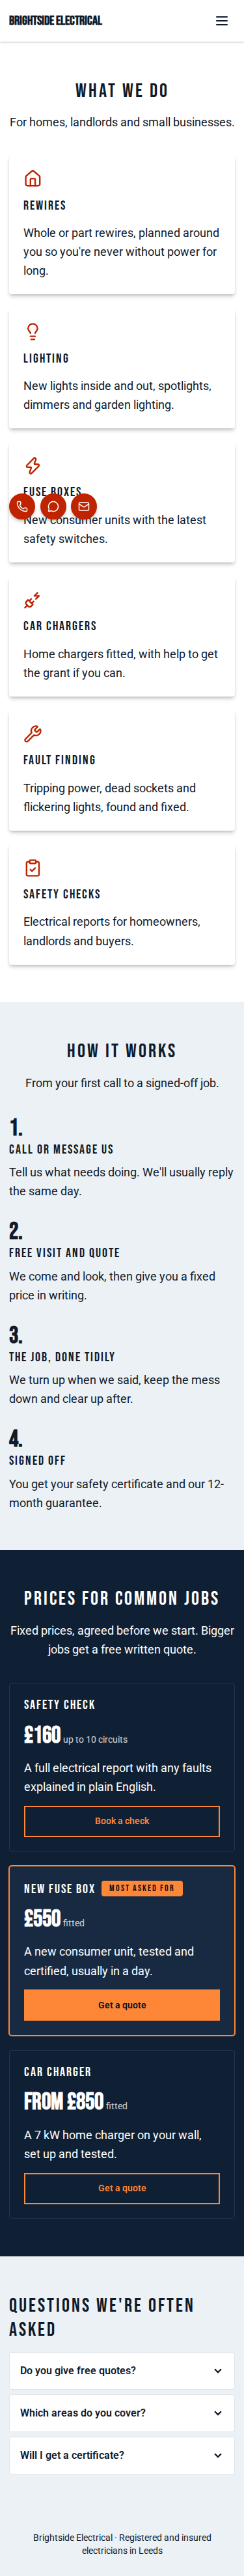 BRIGHTSIDE ELECTRICAL
WHAT WE DO
For homes, landlords and small businesses.
REWIRES
Whole or part rewires, planned around
you so you're never without power for
long.
LIGHTING
New lights inside and out, spotlights,
dimmers and garden lighting.
FUSE BOXES
New consumer units with the latest
safety switches.
CAR CHARGERS
Home chargers fitted, with help to get
the grant if you can.
FAULT FINDING
Tripping power, dead sockets and
flickering lights, found and fixed.
SAFETY CHECKS
Electrical reports for homeowners,
landlords and buyers.
HOW IT WORKS
From your first call to a signed-off job.
1.
CALL OR MESSAGE US
Tell us what needs doing. We'll usually reply
the same day.
2.
FREE VISIT AND QUOTE
We come and look, then give you a fixed
price in writing.
3.
THE JOB, DONE TIDILY
We turn up when we said, keep the mess
down and clear up after.
4.
SIGNED OFF
You get your safety certificate and our 12-
month guarantee.
PRICES FOR COMMON JOBS
Fixed prices, agreed before we start. Bigger
jobs get a free written quote.
SAFETY CHECK
£160 up to 10 circuits
A full electrical report with any faults
explained in plain English.
Book a check
NEW FUSE BOX MOST ASKED FOR
£550 fitted
A new consumer unit, tested and
certified, usually in a day.
Get a quote
CAR CHARGER
FROM £850 fitted
A 7 kW home charger on your wall,
set up and tested.
Get a quote
QUESTIONS WE'RE OFTEN
ASKED
Do you give free quotes?
Which areas do you cover?
Will I get a certificate?
Brightside Electrical · Registered and insured
electricians in Leeds